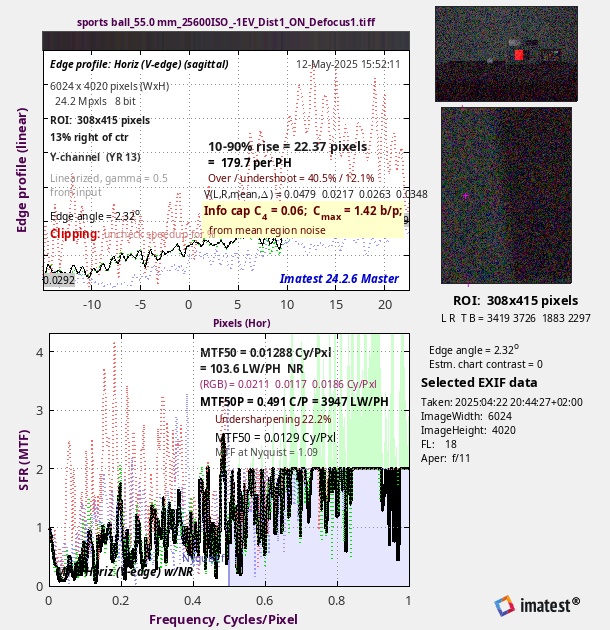 sports ball_55.0 mm_25600ISO_-1EV_Dist1_ON_Defocus1.tiff
Edge profile: Horiz (V-edge) (sagittal)
12-May-2025 15:52:11
6024 x 4020 pixels (WxH)
24.2 Mpxls 8 bit
ROI: 308x415 pixels
13% right of ctr
Y-channel (YR 13)
Linearized, gamma = 0.5
from input
Edge angle = 2.32º
Clipping: uncheck speedup for %
10-90% rise = 22.37 pixels
= 179.7 per PH
Over / undershoot = 40.5% / 12.1%
V(L,R,mean,△) = 0.0479 0.0217 0.0263 0.0348
Info cap C4 = 0.06; Cmax = 1.42 b/p;
from mean region noise
0.0292
Imatest 24.2.6 Master
Edge profile (linear)
-10 -5 0 5 10 15 20
Pixels (Hor)
MTF50 = 0.01288 Cy/Pxl
= 103.6 LW/PH NR
(RGB) = 0.0211 0.0117 0.0186 Cy/Pxl
MTF50P = 0.491 C/P = 3947 LW/PH
Undersharpening 22.2%
MTF50 = 0.0129 Cy/Pxl
MTF at Nyquist = 1.09
Horiz (V-edge) w/NR
SFR (MTF)
4
3
2
1
0
0 0.2 0.4 0.6 0.8 1
Frequency, Cycles/Pixel
ROI: 308x415 pixels
L R T B = 3419 3726 1883 2297
Edge angle = 2.32º
Estm. chart contrast = 0
Selected EXIF data
Taken: 2025:04:22 20:44:27+02:00
ImageWidth: 6024
ImageHeight: 4020
FL: 18
Aper: f/11
imatest®